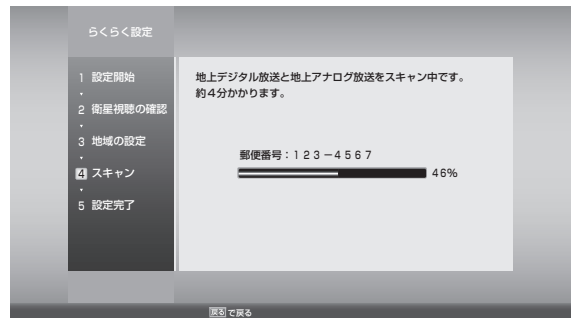 らくらく設定
1 設定開始
2 衛星視聴の確認
3 地域の設定
4 スキャン
5 設定完了
地上デジタル放送と地上アナログ放送をスキャン中です。
約4分かかります。
郵便番号：１２３－４５６７
46%
戻るで戻る